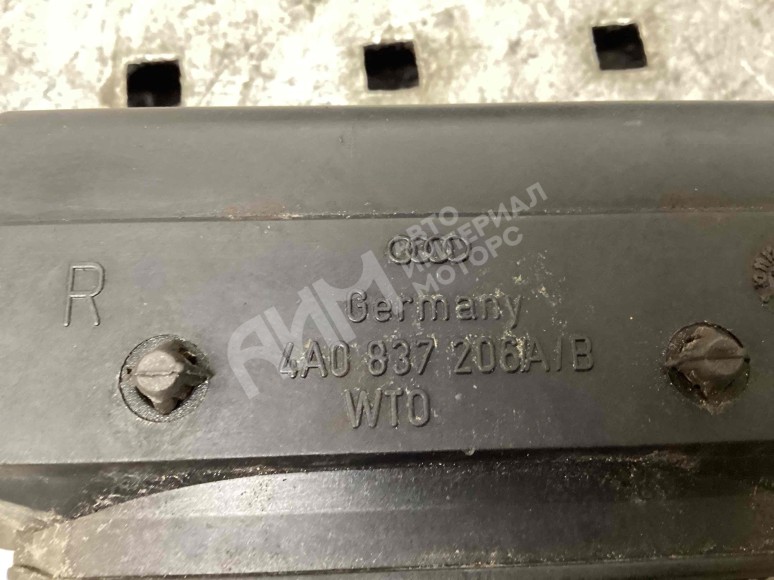 R
Germany
4A0 837 206A/B
WTO
АИМ
АВТО
ИМПЕРИАЛ
МОТОРС